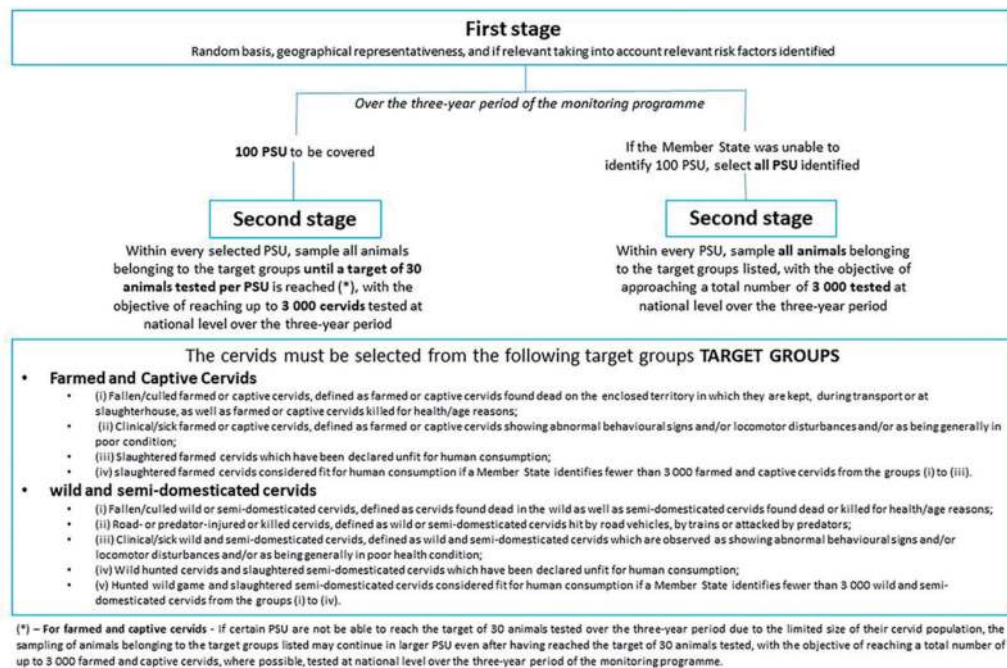 First stage
Random basis, geographical representativeness, and if relevant taking into account relevant risk factors identified
Over the three-year period of the monitoring programme
100 PSU to be covered
If the Member State was unable to
identify 100 PSU, select all PSU identified
Second stage
Within every selected PSU, sample all animals
belonging to the target groups until a target of 30
animals tested per PSU is reached (*), with the
objective of reaching up to 3 000 cervids tested at
national level over the three-year period
Second stage
Within every PSU, sample all animals belonging
to the target groups listed, with the objective of
approaching a total number of 3 000 tested at
national level over the three-year period
The cervids must be selected from the following target groups TARGET GROUPS
• Farmed and Captive Cervids
• (i) Fallen/culled farmed or captive cervids, defined as farmed or captive cervids found dead on the enclosed territory in which they are kept, during transport or at
slaughterhouse, as well as farmed or captive cervids killed for health/age reasons;
• (ii) Clinical/sick farmed or captive cervids, defined as farmed or captive cervids showing abnormal behavioural signs and/or locomotor disturbances and/or as being generally in
poor condition;
• (iii) Slaughtered farmed cervids which have been declared unfit for human consumption;
• (iv) slaughtered farmed cervids considered fit for human consumption if a Member State identifies fewer than 3 000 farmed and captive cervids from the groups (i) to (iii).
• wild and semi-domesticated cervids
• (i) Fallen/culled wild or semi-domesticated cervids, defined as cervids found dead in the wild as well as semi-domesticated cervids found dead or killed for health/age reasons;
• (ii) Road- or predator-injured or killed cervids, defined as wild or semi-domesticated cervids hit by road vehicles, by trains or attacked by predators;
• (iii) Clinical/sick wild and semi-domesticated cervids, defined as wild and semi-domesticated cervids which are observed as showing abnormal behavioural signs and/or
locomotor disturbances and/or as being generally in poor health condition;
• (iv) Wild hunted cervids and slaughtered semi-domesticated cervids which have been declared unfit for human consumption;
• (v) Hunted wild game and slaughtered semi-domesticated cervids considered fit for human consumption if a Member State identifies fewer than 3 000 wild and semi-
domesticated cervids from the groups (i) to (iv).
(*) – For farmed and captive cervids - If certain PSU are not be able to reach the target of 30 animals tested over the three-year period due to the limited size of their cervid population, the
sampling of animals belonging to the target groups listed may continue in larger PSU even after having reached the target of 30 animals tested, with the objective of reaching a total number of
up to 3 000 farmed and captive cervids, where possible, tested at national level over the three-year period of the monitoring programme.